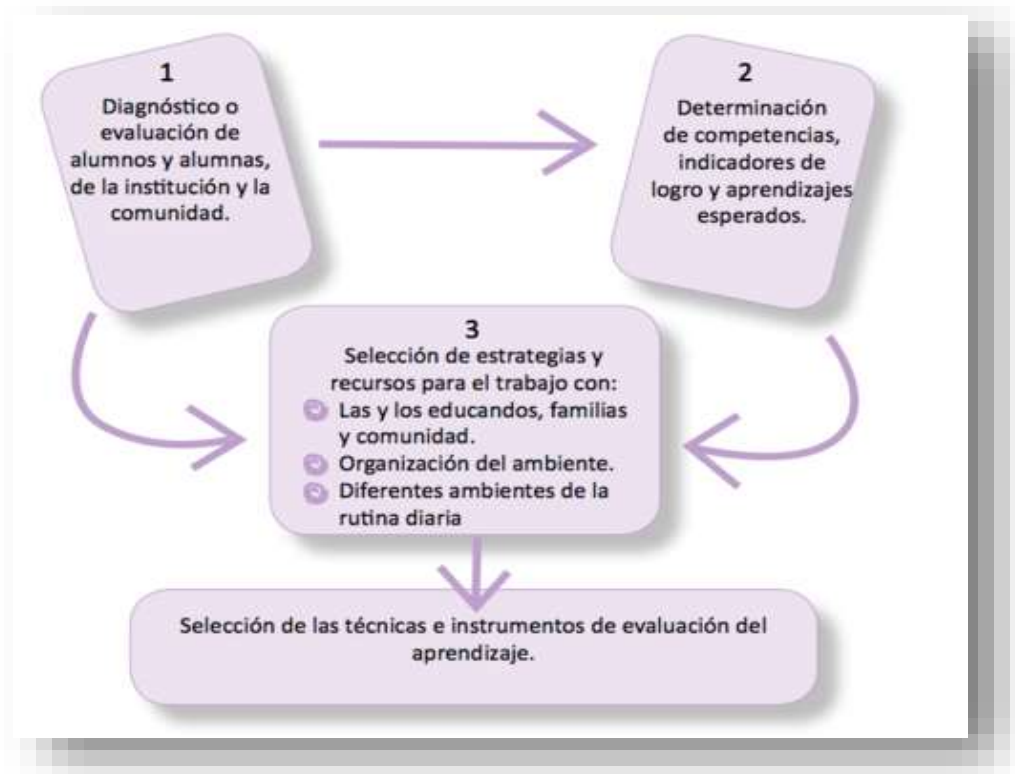 1
Diagnóstico o
evaluación de
alumnos y alumnas,
de la institución y la
comunidad.
2
Determinación
de competencias,
indicadores de
logro y aprendizajes
esperados.
3
Selección de estrategias y
recursos para el trabajo con:
Las y los educandos, familias
y comunidad.
Organización del ambiente.
Diferentes ambientes de la
rutina diaria
Selección de las técnicas e instrumentos de evaluación del
aprendizaje.